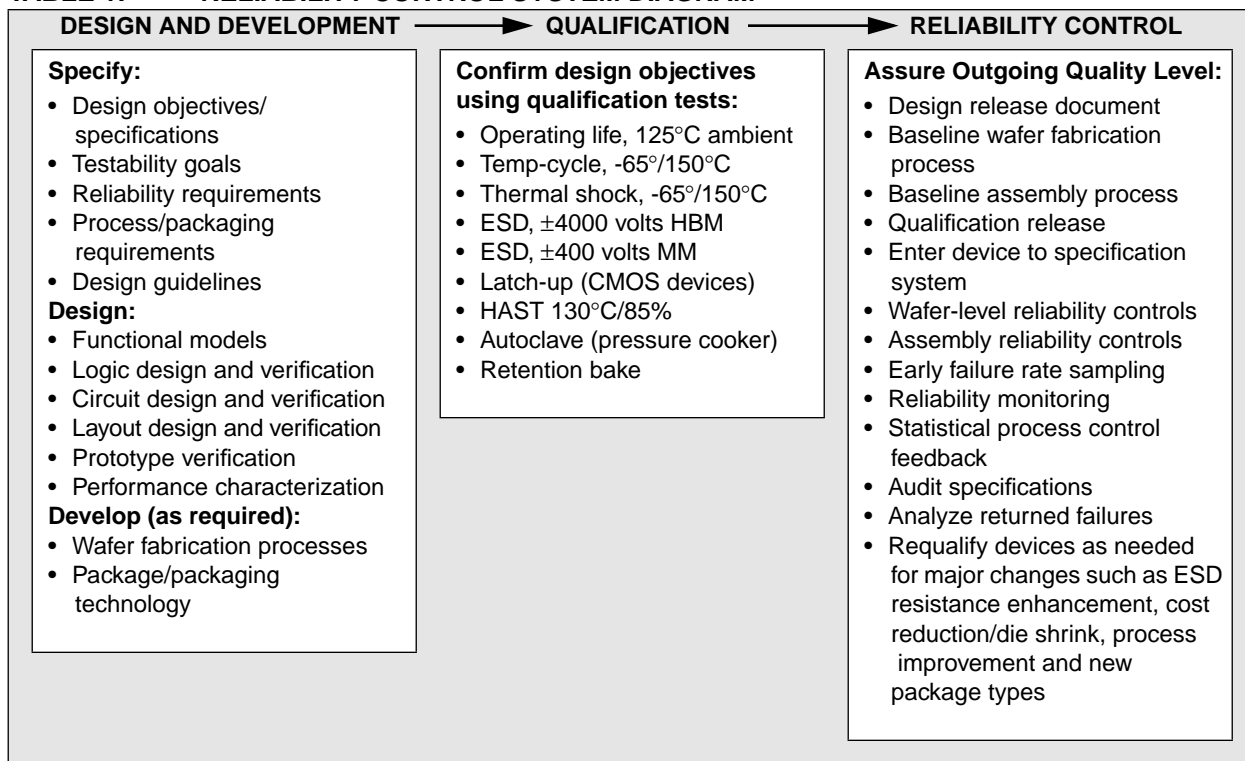 DESIGN AND DEVELOPMENT QUALIFICATION RELIABILITY CONTROL
Specify:
• Design objectives/
specifications
• Testability goals
• Reliability requirements
• Process/packaging
requirements
• Design guidelines
Design:
• Functional models
• Logic design and verification
• Circuit design and verification
• Layout design and verification
• Prototype verification
• Performance characterization
Develop (as required):
• Wafer fabrication processes
• Package/packaging
technology
Confirm design objectives
using qualification tests:
• Operating life, 125°C ambient
• Temp-cycle, -65°/150°C
• Thermal shock, -65°/150°C
• ESD, ±4000 volts HBM
• ESD, ±400 volts MM
• Latch-up (CMOS devices)
• HAST 130°C/85%
• Autoclave (pressure cooker)
• Retention bake
Assure Outgoing Quality Level:
• Design release document
• Baseline wafer fabrication
process
• Baseline assembly process
• Qualification release
• Enter device to specification
system
• Wafer-level reliability controls
• Assembly reliability controls
• Early failure rate sampling
• Reliability monitoring
• Statistical process control
feedback
• Audit specifications
• Analyze returned failures
• Requalify devices as needed
for major changes such as ESD
resistance enhancement, cost
reduction/die shrink, process
improvement and new
package types